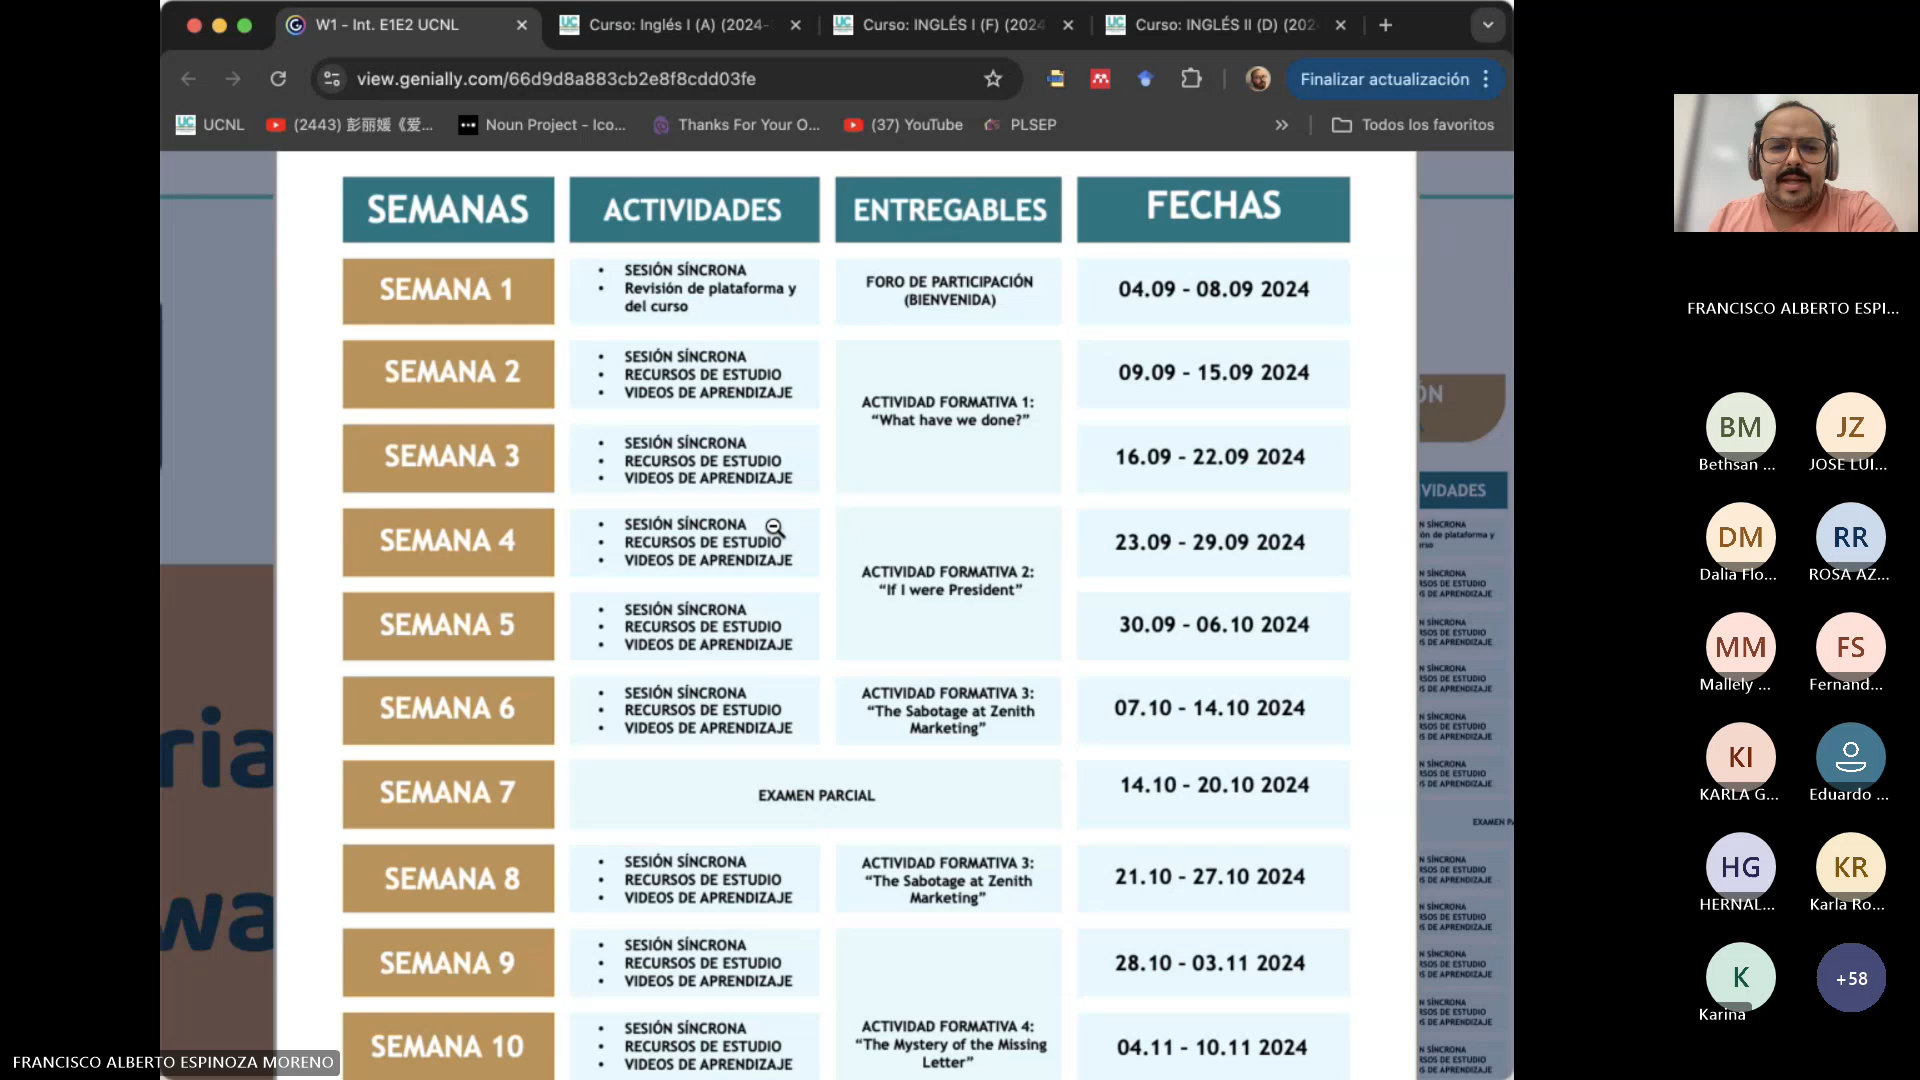 W1 - Int. E1E2 UCNL
Curso: Inglés I (A) (2024-
Curso: INGLÉS I (F) (2024
Curso: INGLÉS II (D) (202
view.genially.com/66d9d8a883cb2e8f8cdd03fe
Finalizar actualización
UCNL
(2443) 彭丽媛《爱...
Noun Project - Ico...
Thanks For Your O...
(37) YouTube
PLSEP
Todos los favoritos
SEMANAS
ACTIVIDADES
ENTREGABLES
FECHAS
SEMANA 1
• SESIÓN SÍNCRONA
• Revisión de plataforma y
del curso
FORO DE PARTICIPACIÓN
(BIENVENIDA)
04.09 - 08.09 2024
SEMANA 2
• SESIÓN SÍNCRONA
• RECURSOS DE ESTUDIO
• VIDEOS DE APRENDIZAJE
ACTIVIDAD FORMATIVA 1:
“What have we done?”
09.09 - 15.09 2024
SEMANA 3
• SESIÓN SÍNCRONA
• RECURSOS DE ESTUDIO
• VIDEOS DE APRENDIZAJE
16.09 - 22.09 2024
SEMANA 4
• SESIÓN SÍNCRONA
• RECURSOS DE ESTUDIO
• VIDEOS DE APRENDIZAJE
ACTIVIDAD FORMATIVA 2:
“If I were President”
23.09 - 29.09 2024
SEMANA 5
• SESIÓN SÍNCRONA
• RECURSOS DE ESTUDIO
• VIDEOS DE APRENDIZAJE
30.09 - 06.10 2024
SEMANA 6
• SESIÓN SÍNCRONA
• RECURSOS DE ESTUDIO
• VIDEOS DE APRENDIZAJE
ACTIVIDAD FORMATIVA 3:
“The Sabotage at Zenith
Marketing”
07.10 - 14.10 2024
SEMANA 7
EXAMEN PARCIAL
14.10 - 20.10 2024
SEMANA 8
• SESIÓN SÍNCRONA
• RECURSOS DE ESTUDIO
• VIDEOS DE APRENDIZAJE
ACTIVIDAD FORMATIVA 3:
“The Sabotage at Zenith
Marketing”
21.10 - 27.10 2024
SEMANA 9
• SESIÓN SÍNCRONA
• RECURSOS DE ESTUDIO
• VIDEOS DE APRENDIZAJE
28.10 - 03.11 2024
SEMANA 10
• SESIÓN SÍNCRONA
• RECURSOS DE ESTUDIO
• VIDEOS DE APRENDIZAJE
ACTIVIDAD FORMATIVA 4:
“The Mystery of the Missing
Letter”
04.11 - 10.11 2024
ria
wa
ÓN
VIDADES
EXAMEN PA
FRANCISCO ALBERTO ESPINOZA MORENO
FRANCISCO ALBERTO ESPI...
BM
Bethsan ...
JZ
JOSE LUI...
DM
Dalia Flo...
RR
ROSA AZ...
MM
Mallely ...
FS
Fernand...
KI
KARLA G...
Eduardo ...
HG
HERNAL...
KR
Karla Ro...
K
Karina
+58